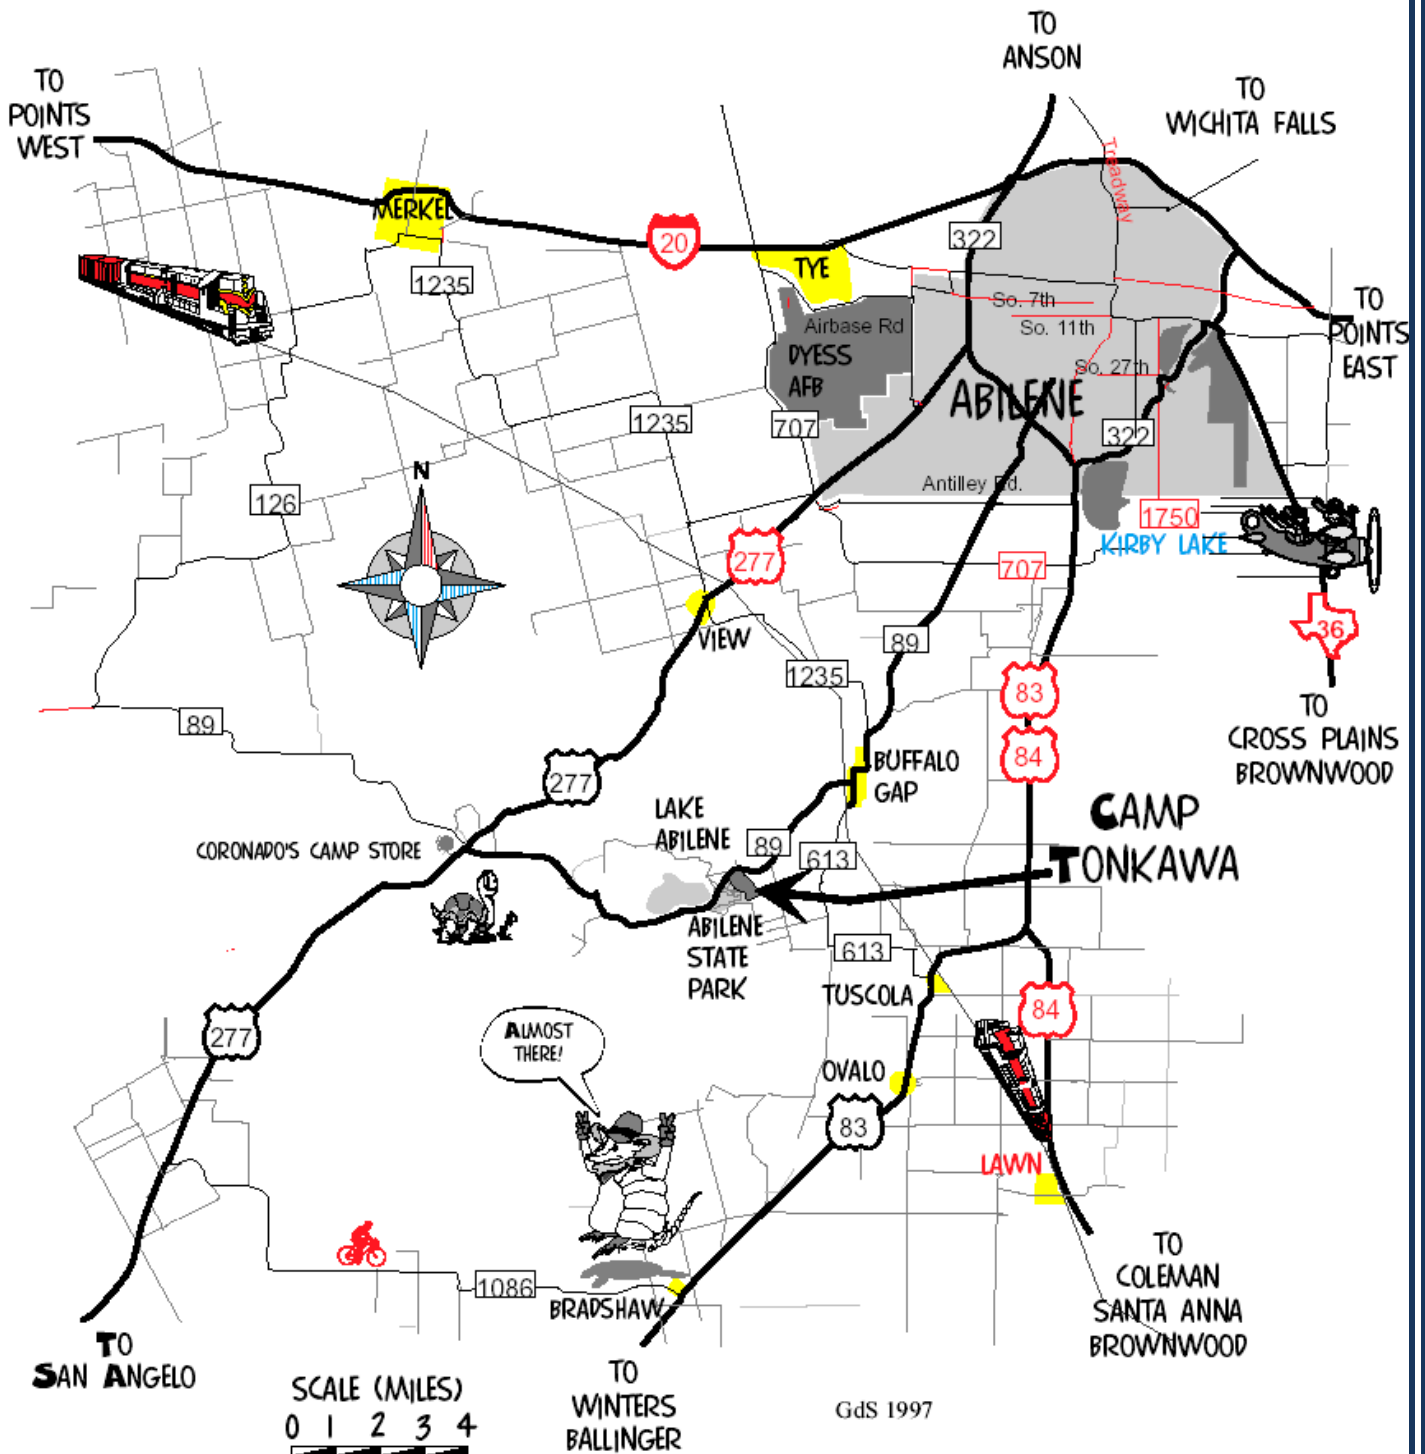 TO
ANSON
TO
POINTS
WEST
TO
WICHITA FALLS
Treadway
MERKEL
20
322
1235
TYE
So. 7th
TO
POINTS
EAST
Airbase Rd
So. 11th
DYESS
AFB
So. 27th
ABILENE
1235
707
322
N
126
Antilley Rd.
1750
KIRBY LAKE
277
707
36
VIEW
89
1235
83
89
TO
CROSS PLAINS
BROWNWOOD
84
BUFFALO
GAP
277
LAKE
ABILENE
CAMP
TONKAWA
CORONADO'S CAMP STORE
89
613
ABILENE
STATE
PARK
613
TUSCOLA
84
277
ALMOST
THERE!
OVALO
83
LAWN
TO
COLEMAN
SANTA ANNA
BROWNWOOD
1086
BRADSHAW
TO
SAN ANGELO
TO
WINTERS
BALLINGER
SCALE (MILES)
0 1 2 3 4
GdS 1997